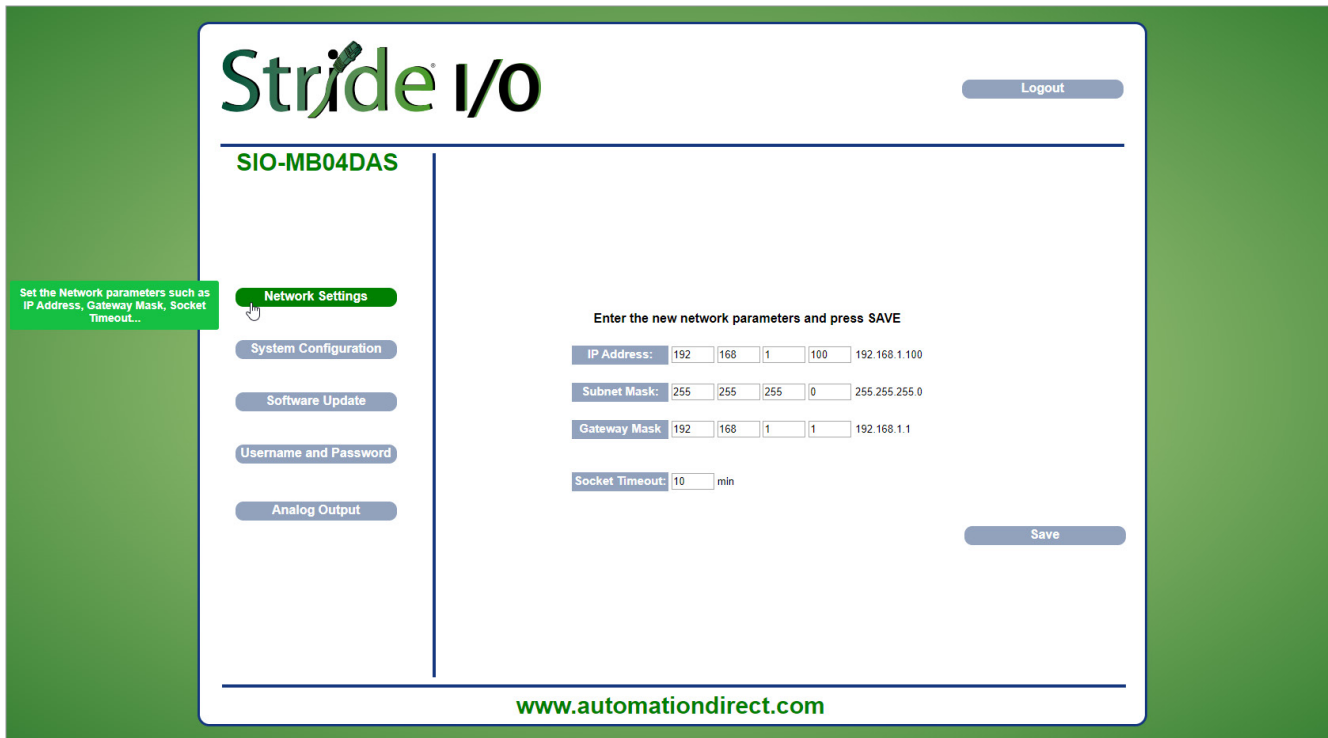 Stride I/O
Logout
SIO-MB04DAS
Set the Network parameters such as
IP Address, Gateway Mask, Socket
Timeout...
Network Settings
System Configuration
Software Update
Username and Password
Analog Output
Enter the new network parameters and press SAVE
IP Address: 192 168 1 100 192.168.1.100
Subnet Mask: 255 255 255 0 255.255.255.0
Gateway Mask 192 168 1 1 192.168.1.1
Socket Timeout: 10 min
Save
www.automationdirect.com